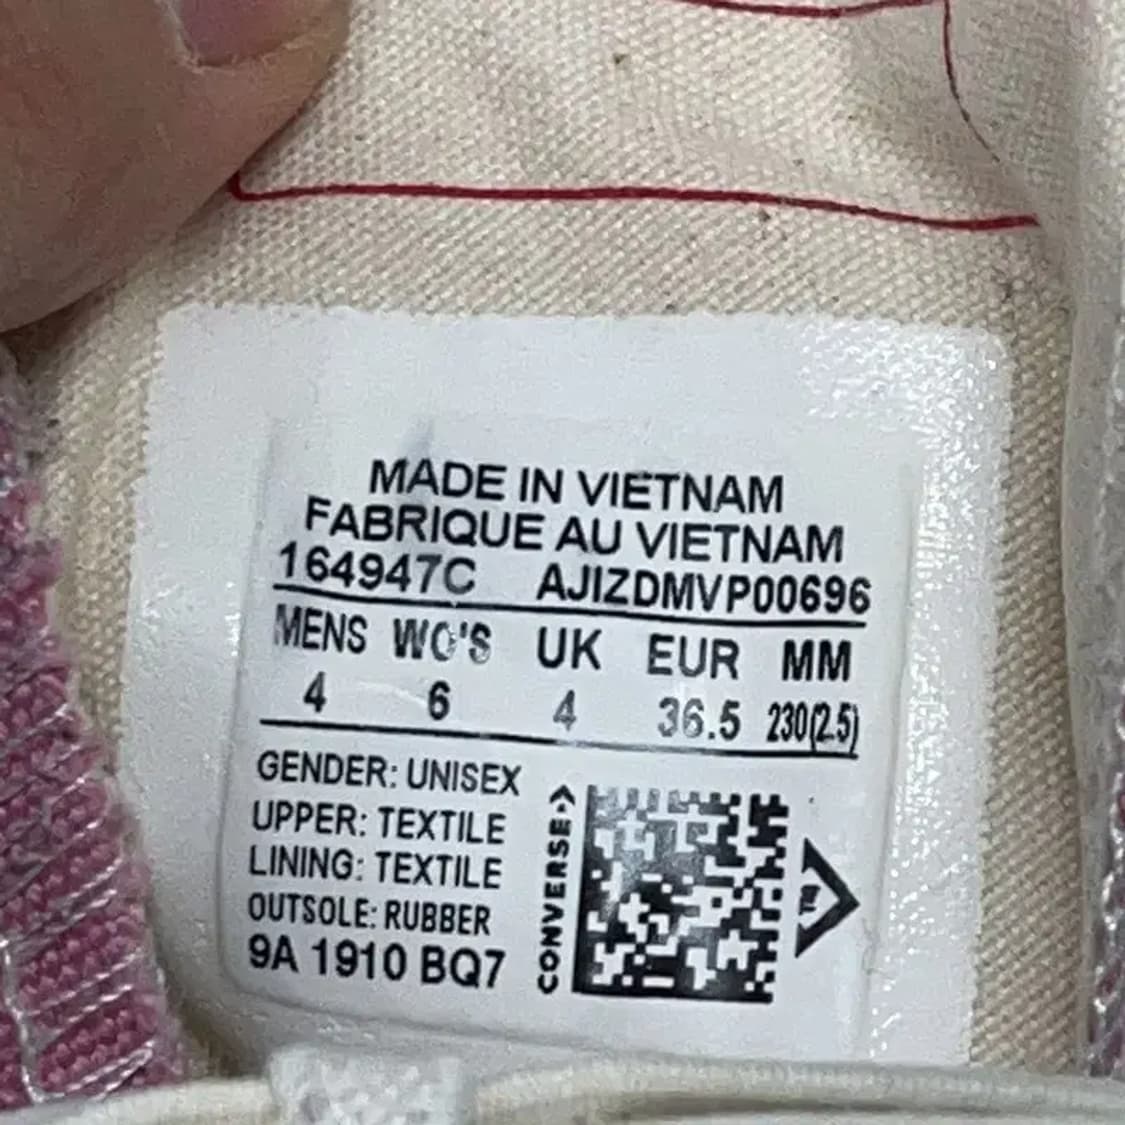 MADE IN VIETNAM
FABRIQUE AU VIETNAM
164947C AJIZDMVP00696
MENS WO'S UK EUR MM
4 6 4 36.5 230(2.5)
GENDER: UNISEX
UPPER: TEXTILE
LINING: TEXTILE
OUTSOLE: RUBBER
9A 1910 BQ7
CONVERSE